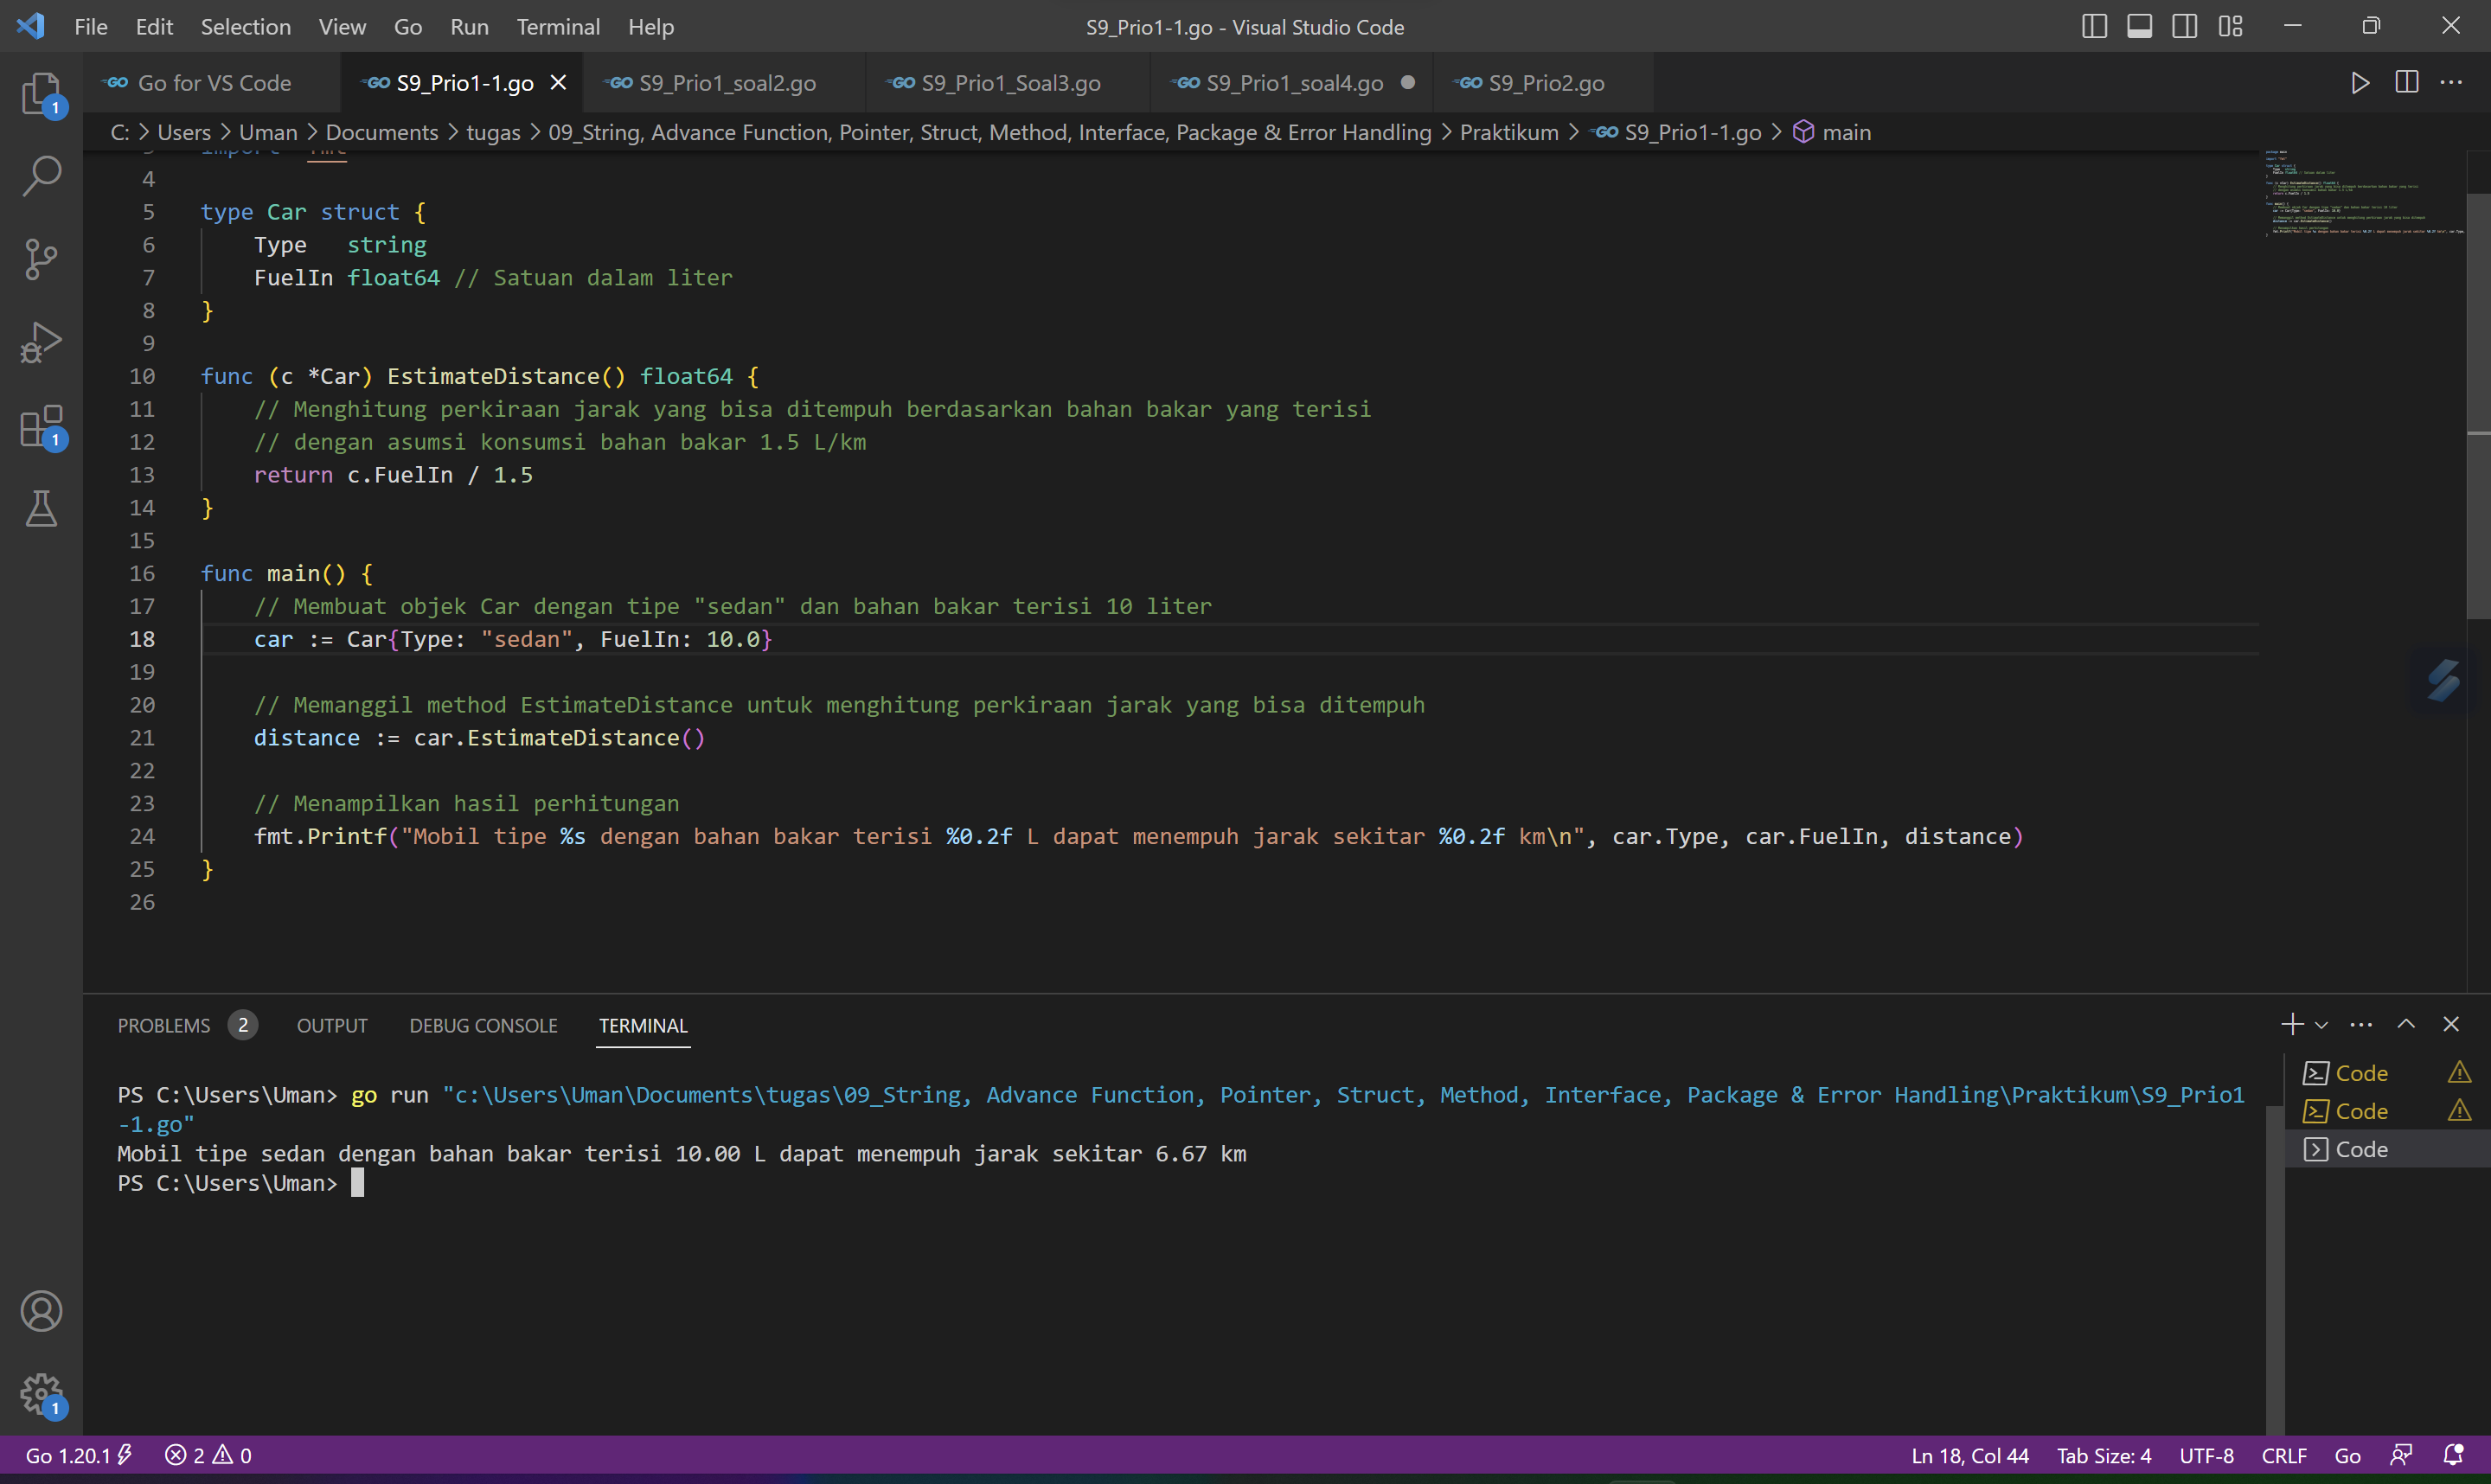 File Edit Selection View Go Run Terminal Help
S9_Prio1-1.go - Visual Studio Code
Go for VS Code
S9_Prio1-1.go
S9_Prio1_soal2.go
S9_Prio1_Soal3.go
S9_Prio1_soal4.go
S9_Prio2.go
C: > Users > Uman > Documents > tugas > 09_String, Advance Function, Pointer, Struct, Method, Interface, Package & Error Handling > Praktikum > S9_Prio1-1.go > main
4
5 type Car struct {
6 Type   string
7 FuelIn float64 // Satuan dalam liter
8 }
9
10 func (c *Car) EstimateDistance() float64 {
11 // Menghitung perkiraan jarak yang bisa ditempuh berdasarkan bahan bakar yang terisi
12 // dengan asumsi konsumsi bahan bakar 1.5 L/km
13 return c.FuelIn / 1.5
14 }
15
16 func main() {
17 // Membuat objek Car dengan tipe "sedan" dan bahan bakar terisi 10 liter
18 car := Car{Type: "sedan", FuelIn: 10.0}
19
20 // Memanggil method EstimateDistance untuk menghitung perkiraan jarak yang bisa ditempuh
21 distance := car.EstimateDistance()
22
23 // Menampilkan hasil perhitungan
24 fmt.Printf("Mobil tipe %s dengan bahan bakar terisi %0.2f L dapat menempuh jarak sekitar %0.2f km\n", car.Type, car.FuelIn, distance)
25 }
26
PROBLEMS 2 OUTPUT DEBUG CONSOLE TERMINAL
PS C:\Users\Uman> go run "c:\Users\Uman\Documents\tugas\09_String, Advance Function, Pointer, Struct, Method, Interface, Package & Error Handling\Praktikum\S9_Prio1
-1.go"
Mobil tipe sedan dengan bahan bakar terisi 10.00 L dapat menempuh jarak sekitar 6.67 km
PS C:\Users\Uman>
Code
Code
Code
1
1
1
Go 1.20.1 2 0 Ln 18, Col 44 Tab Size: 4 UTF-8 CRLF Go